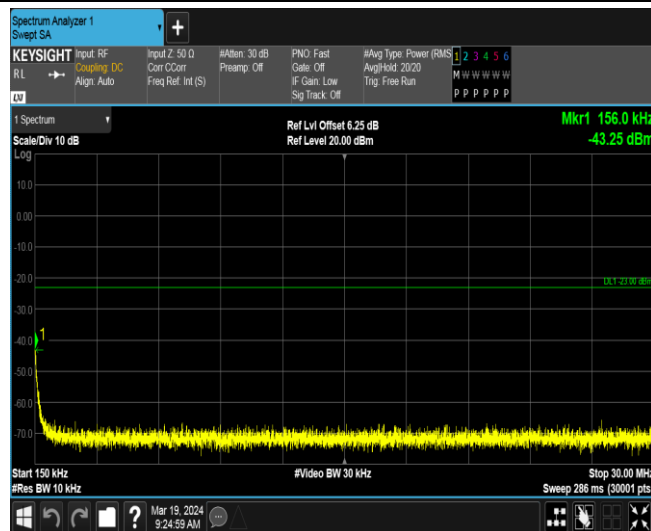 Spectrum Analyzer 1
Swept SA
+
KEYSIGHT Input: RF Input Z: 50 Ω #Atten: 30 dB PNO: Fast #Avg Type: Power (RMS 1 2 3 4 5 6
RL Coupling: DC Corr CCorr Preamp: Off Gate: Off Avg|Hold: 20/20 M W W W W W
Align: Auto Freq Ref: Int (S) IF Gain: Low Trig: Free Run
LXI Sig Track: Off P P P P P P
1 Spectrum Ref Lvl Offset 6.25 dB Mkr1 156.0 kHz
Scale/Div 10 dB Ref Level 20.00 dBm -43.25 dBm
Log
10.0
0.00
-10.0
-20.0 DL1 -23.00 dBm
-30.0
-40.0 1
-50.0
-60.0
-70.0
Start 150 kHz #Video BW 30 kHz Stop 30.00 MHz
#Res BW 10 kHz Sweep 286 ms (30001 pts
? Mar 19, 2024
9:24:59 AM